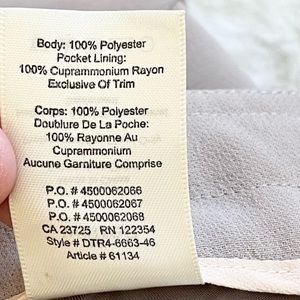 Body: 100% Polyester
Pocket Lining:
100% Cuprammonium Rayon
Exclusive Of Trim
Corps: 100% Polyester
Doublure De La Poche:
100% Rayonne Au
Cuprammonium
Aucune Garniture Comprise
P.O. # 4500062066
P.O. # 4500062067
P.O. # 4500062068
CA 23725 RN 122354
Style # DTR4-6663-46
Article # 61134